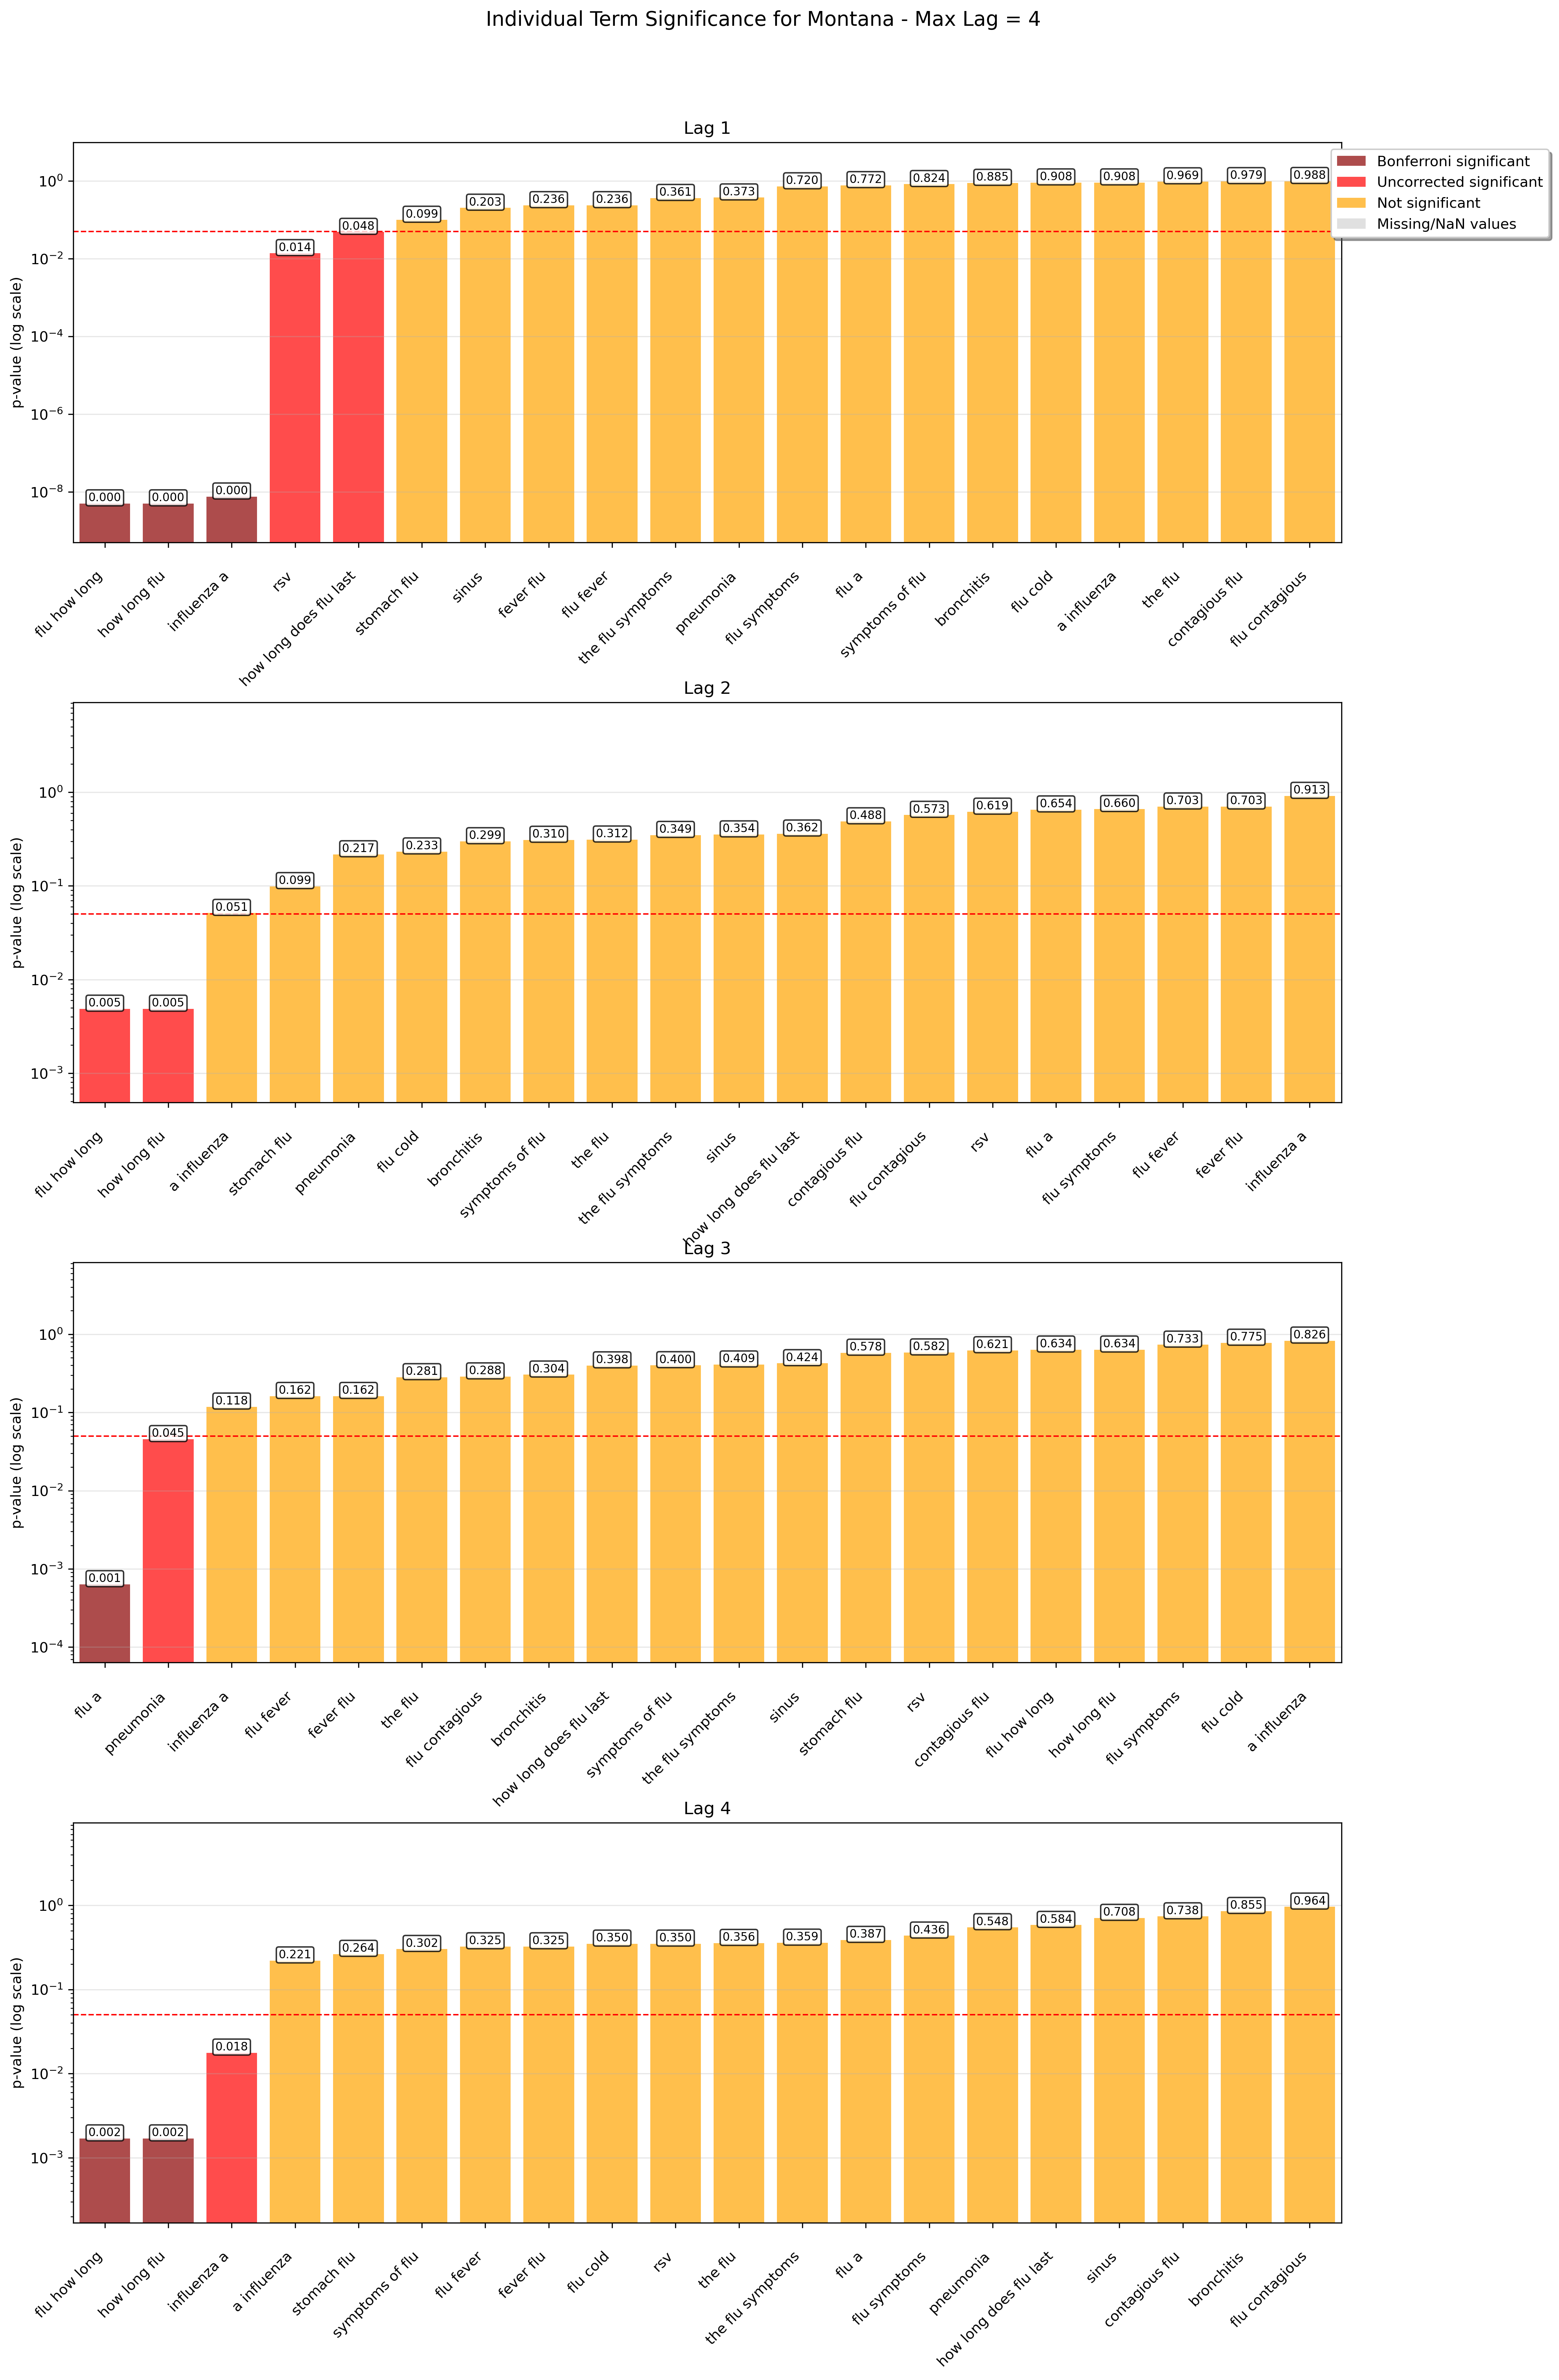 Individual Term Significance for Montana - Max Lag = 4
Lag 1
p-value (log scale)
10⁰
10⁻²
10⁻⁴
10⁻⁶
10⁻⁸
0.000 0.000 0.000 0.014 0.048 0.099 0.203 0.236 0.236 0.361 0.373 0.720 0.772 0.824 0.885 0.908 0.908 0.969 0.979 0.988
Bonferroni significant
Uncorrected significant
Not significant
Missing/NaN values
flu how long
how long flu
influenza a
rsv
how long does flu last
stomach flu
sinus
fever flu
flu fever
the flu symptoms
pneumonia
flu symptoms
flu a
symptoms of flu
bronchitis
flu cold
a influenza
the flu
contagious flu
flu contagious
Lag 2
p-value (log scale)
10⁰
10⁻¹
10⁻²
10⁻³
0.005 0.005 0.051 0.099 0.217 0.233 0.299 0.310 0.312 0.349 0.354 0.362 0.488 0.573 0.619 0.654 0.660 0.703 0.703 0.913
flu how long
how long flu
a influenza
stomach flu
pneumonia
flu cold
bronchitis
symptoms of flu
the flu
the flu symptoms
sinus
how long does flu last
contagious flu
flu contagious
rsv
flu a
flu symptoms
flu fever
fever flu
influenza a
Lag 3
p-value (log scale)
10⁰
10⁻¹
10⁻²
10⁻³
10⁻⁴
0.001 0.045 0.118 0.162 0.162 0.281 0.288 0.304 0.398 0.400 0.409 0.424 0.578 0.582 0.621 0.634 0.634 0.733 0.775 0.826
flu a
pneumonia
influenza a
flu fever
fever flu
the flu
flu contagious
bronchitis
how long does flu last
symptoms of flu
the flu symptoms
sinus
stomach flu
rsv
contagious flu
flu how long
how long flu
flu symptoms
flu cold
a influenza
Lag 4
p-value (log scale)
10⁰
10⁻¹
10⁻²
10⁻³
0.002 0.002 0.018 0.221 0.264 0.302 0.325 0.325 0.350 0.350 0.356 0.359 0.387 0.436 0.548 0.584 0.708 0.738 0.855 0.964
flu how long
how long flu
influenza a
a influenza
stomach flu
symptoms of flu
flu fever
fever flu
flu cold
rsv
the flu
the flu symptoms
flu a
flu symptoms
pneumonia
how long does flu last
sinus
contagious flu
bronchitis
flu contagious